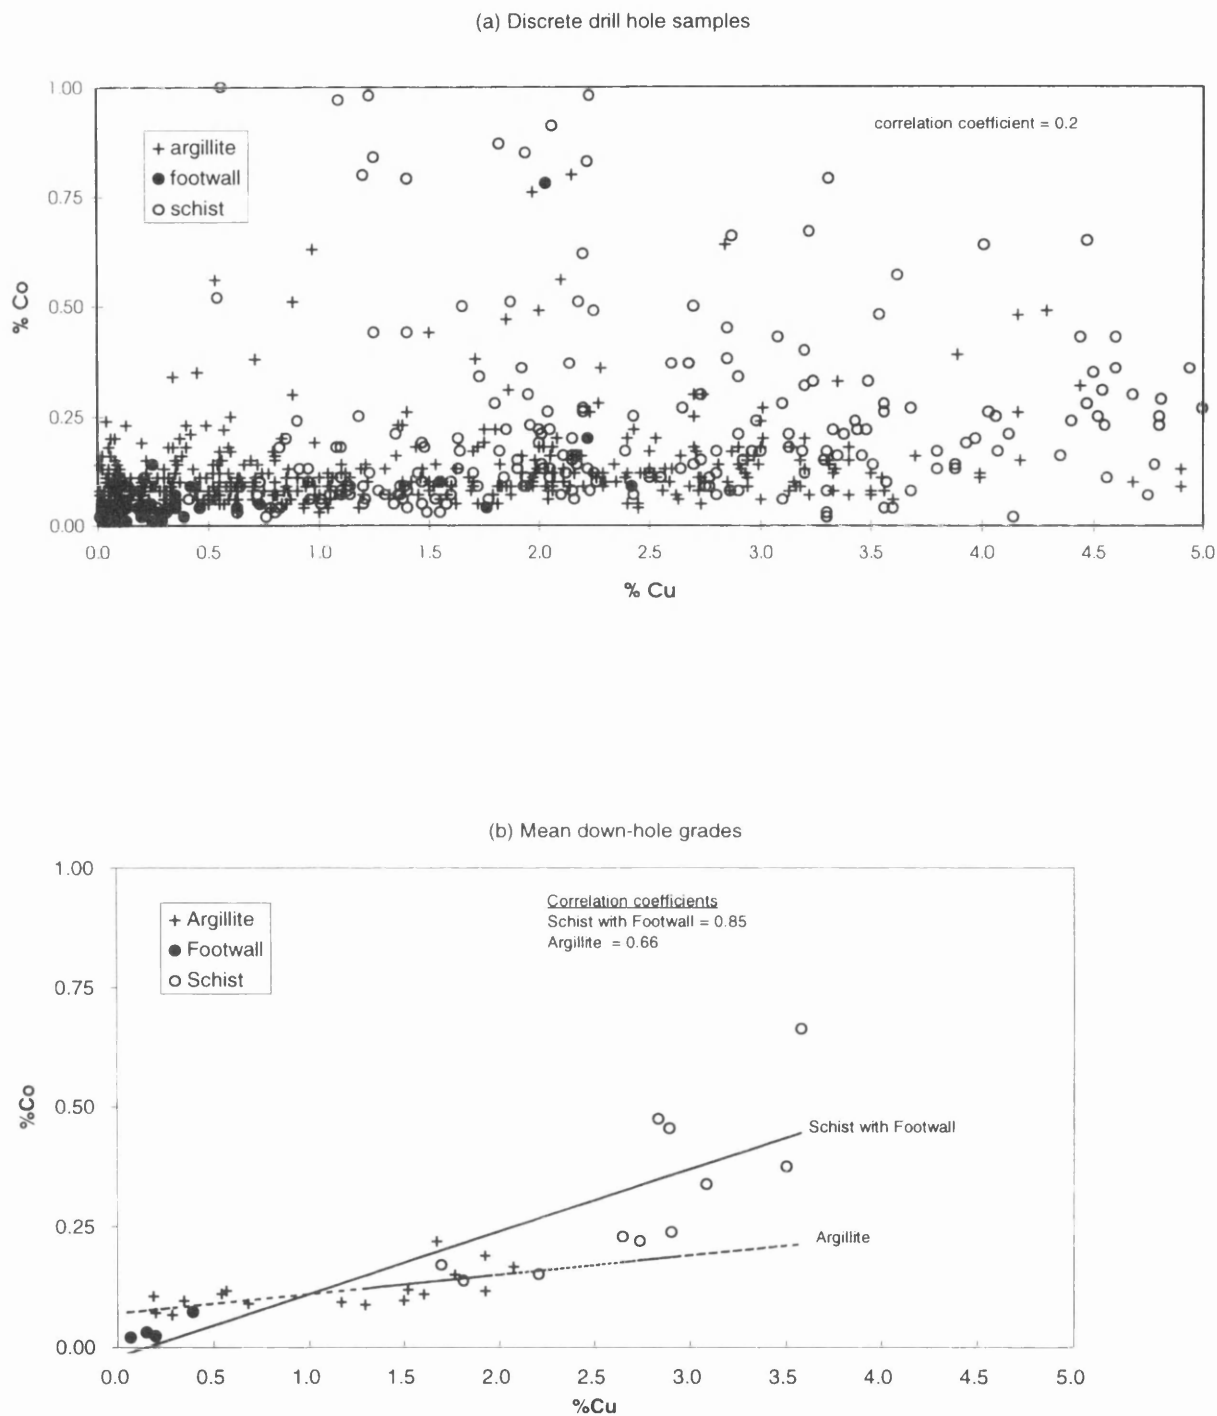 (a) Discrete drill hole samples
1.00
correlation coefficient = 0.2
+ argillite
● footwall
○ schist
0.75
0.50
0.25
0.00
% Co
0.0 0.5 1.0 1.5 2.0 2.5 3.0 3.5 4.0 4.5 5.0
% Cu
(b) Mean down-hole grades
1.00
Correlation coefficients
Schist with Footwall = 0.85
Argillite = 0.66
+ Argillite
● Footwall
○ Schist
0.75
0.50
0.25
0.00
%Co
Schist with Footwall
Argillite
0.0 0.5 1.0 1.5 2.0 2.5 3.0 3.5 4.0 4.5 5.0
%Cu